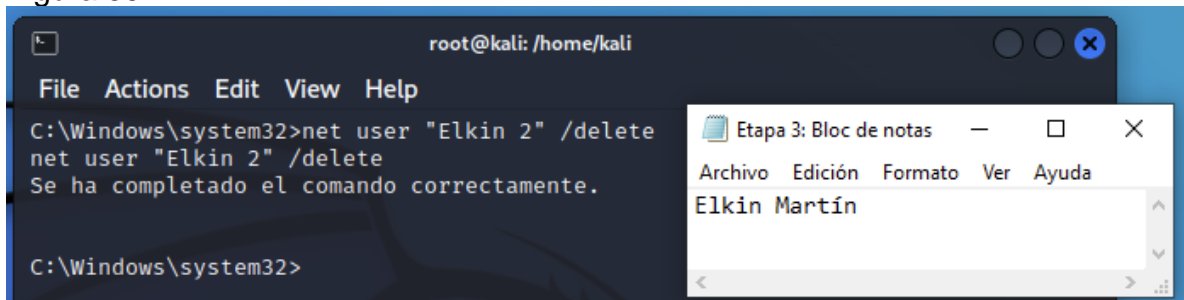 root@kali: /home/kali
File Actions Edit View Help
C:\Windows\system32>net user "Elkin 2" /delete
net user "Elkin 2" /delete
Se ha completado el comando correctamente.
C:\Windows\system32>
Etapa 3: Bloc de notas
Archivo Edición Formato Ver Ayuda
Elkin Martín